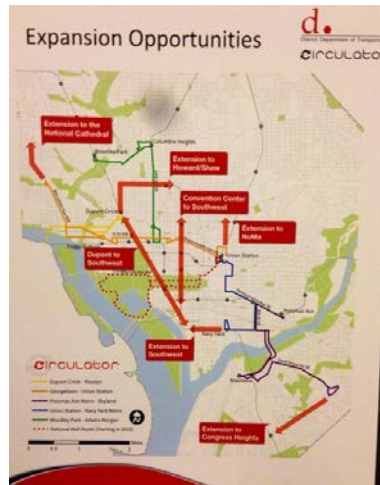 Expansion Opportunities
d.
District Department of Transportation
circulator
Extension to the
National Cathedral
Columbia Heights
Woodley Park
Extension to
Howard/Shaw
Convention Center
to Southwest
Dupont Circle
Extension to
NoMa
Dupont to
Southwest
Union Station
Potomac Ave
Navy Yard
Extension to
Southwest
circulator
Dupont Circle - Rosslyn
Georgetown - Union Station
Potomac Ave Metro - Skyland
Union Station - Navy Yard Metro
Woodley Park - Adams Morgan
National Mall Route (Starting in 2015)
Extension to
Congress Heights